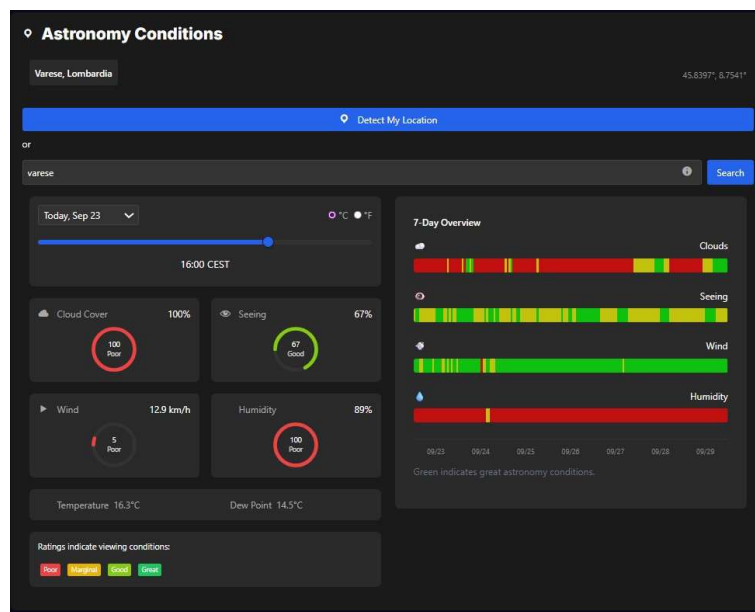 Astronomy Conditions
Varese, Lombardia
45.8397°, 8.7541°
Detect My Location
or
varese
Search
Today, Sep 23
°C °F
16:00 CEST
Cloud Cover 100%
100
Poor
Seeing 67%
67
Good
Wind 12.9 km/h
5
Poor
Humidity 89%
100
Poor
Temperature 16.3°C Dew Point 14.5°C
Ratings indicate viewing conditions:
Poor Marginal Good Great
7-Day Overview
Clouds
Seeing
Wind
Humidity
09/23 09/24 09/25 09/26 09/27 09/28 09/29
Green indicates great astronomy conditions.